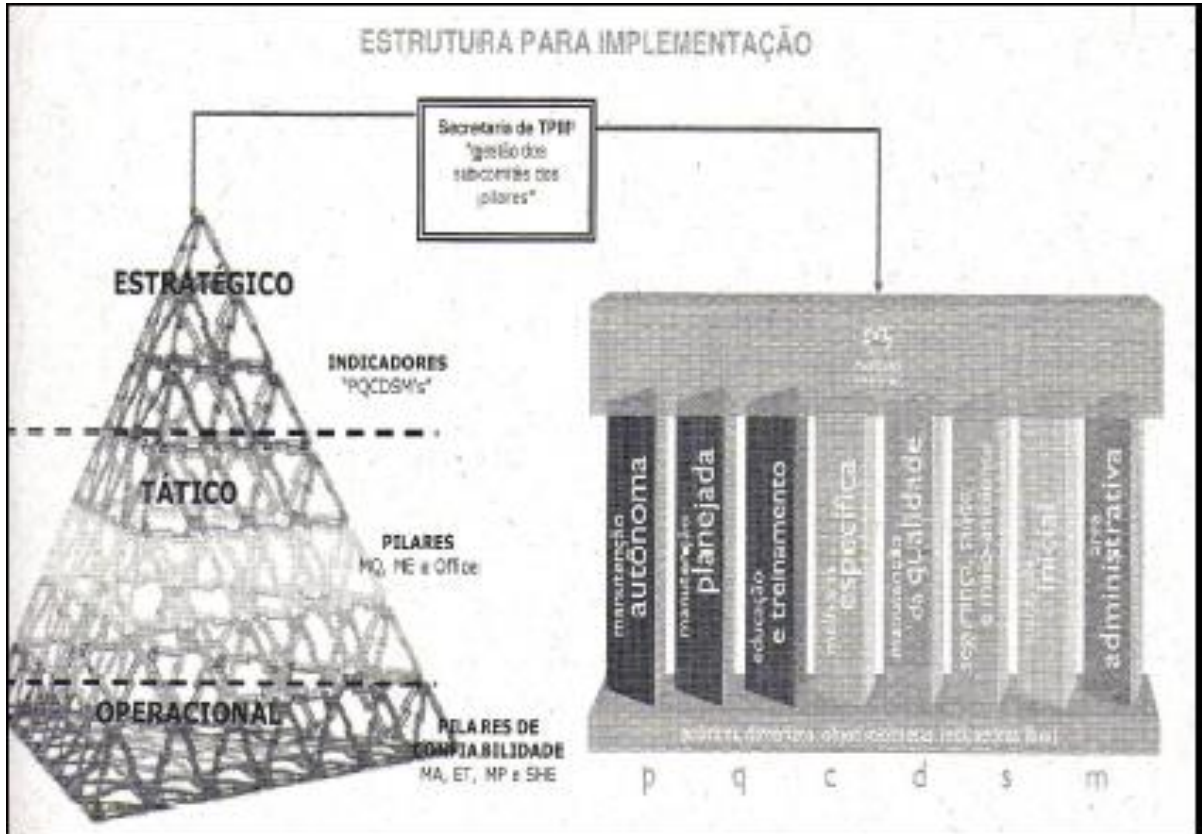 ESTRUTURA PARA IMPLEMENTAÇÃO
Secretaria de TPM
"gestão dos
subcomitês dos
pilares"
ESTRATÉGICO
INDICADORES
"PQCDSM's"
TÁTICO
PILARES
MQ, ME e Office
OPERACIONAL
PILARES DE
CONFIABILIDADE
MA, ET, MP e SHE
manutenção
autônoma
manutenção
planejada
educação
e treinamento
específica
manutenção
da qualidade
segurança
inicial
área
administrativa
p q c d s m